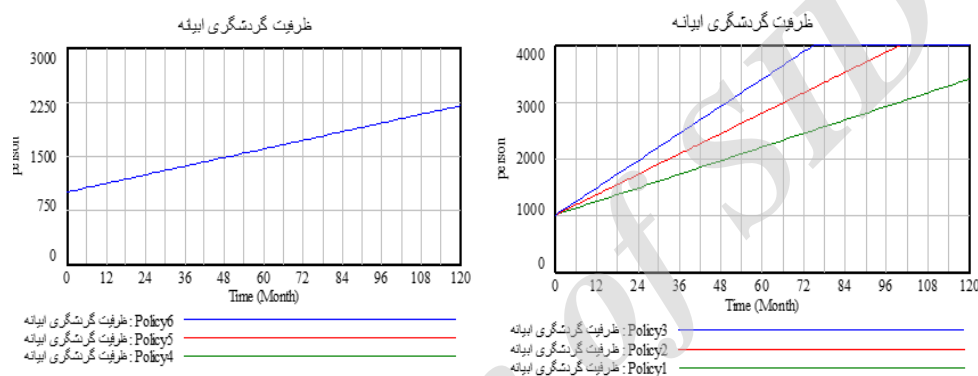 ظرفیت گردشگری ابیانه
3000
2250
1500
750
0
person
0 12 24 36 48 60 72 84 96 108 120
Time (Month)
ظرفیت گردشگری ابیانه : Policy6
ظرفیت گردشگری ابیانه : Policy5
ظرفیت گردشگری ابیانه : Policy4
ظرفیت گردشگری ابیانه
4000
3000
2000
1000
0
person
0 12 24 36 48 60 72 84 96 108 120
Time (Month)
ظرفیت گردشگری ابیانه : Policy3
ظرفیت گردشگری ابیانه : Policy2
ظرفیت گردشگری ابیانه : Policy1
of SID